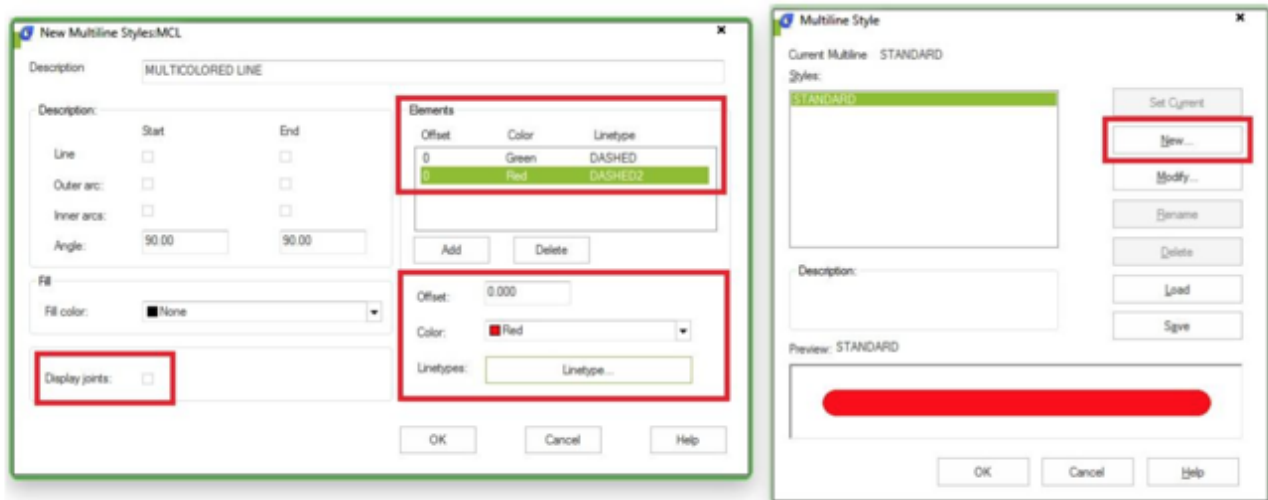 New Multiline Styles:MCL
Description MULTICOLORED LINE
Description:
Start End
Line
Outer arc:
Inner arcs:
Angle: 90.00 90.00
Fill
Fill color: None
Display joints:
Elements
Offset Color Linetype
0 Green DASHED
0 Red DASHED2
Add Delete
Offset: 0.000
Color: Red
Linetypes: Linetype...
OK Cancel Help
Multiline Style
Current Multiline STANDARD
Styles:
STANDARD
Set Current
New...
Modify...
Rename
Delete
Load
Save
Description:
Preview: STANDARD
OK Cancel Help